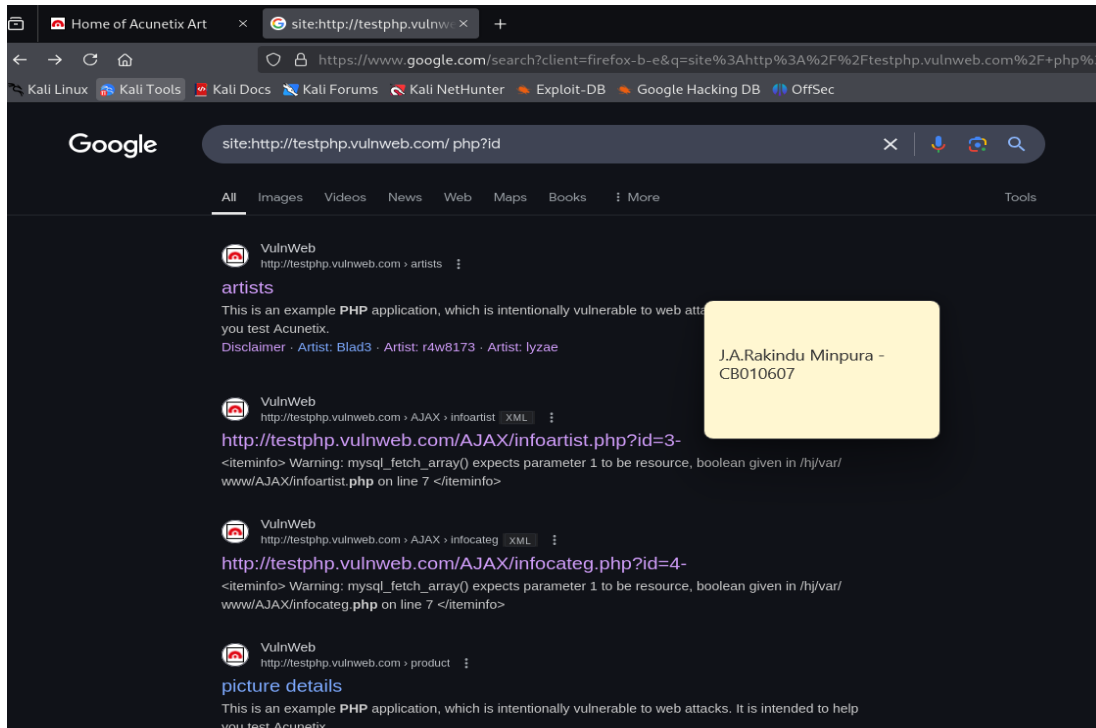 Home of Acunetix Art ×
site:http://testphp.vulnwe × +
https://www.google.com/search?client=firefox-b-e&q=site%3Ahttp%3A%2F%2Ftestphp.vulnweb.com%2F+php%
Kali Linux Kali Tools Kali Docs Kali Forums Kali NetHunter Exploit-DB Google Hacking DB OffSec
Google
site:http://testphp.vulnweb.com/ php?id
All Images Videos News Web Maps Books More Tools
VulnWeb
http://testphp.vulnweb.com › artists
artists
This is an example PHP application, which is intentionally vulnerable to web
you test Acunetix.
Disclaimer · Artist: Blad3 · Artist: r4w8173 · Artist: lyzae
J.A.Rakindu Minpura -
CB010607
VulnWeb
http://testphp.vulnweb.com › AJAX › infoartist XML
http://testphp.vulnweb.com/AJAX/infoartist.php?id=3-
<iteminfo> Warning: mysql_fetch_array() expects parameter 1 to be resource, boolean given in /hj/var/
www/AJAX/infoartist.php on line 7 </iteminfo>
VulnWeb
http://testphp.vulnweb.com › AJAX › infocateg XML
http://testphp.vulnweb.com/AJAX/infocateg.php?id=4-
<iteminfo> Warning: mysql_fetch_array() expects parameter 1 to be resource, boolean given in /hj/var/
www/AJAX/infocateg.php on line 7 </iteminfo>
VulnWeb
http://testphp.vulnweb.com › product
picture details
This is an example PHP application, which is intentionally vulnerable to web attacks. It is intended to help
you test Acunetix.